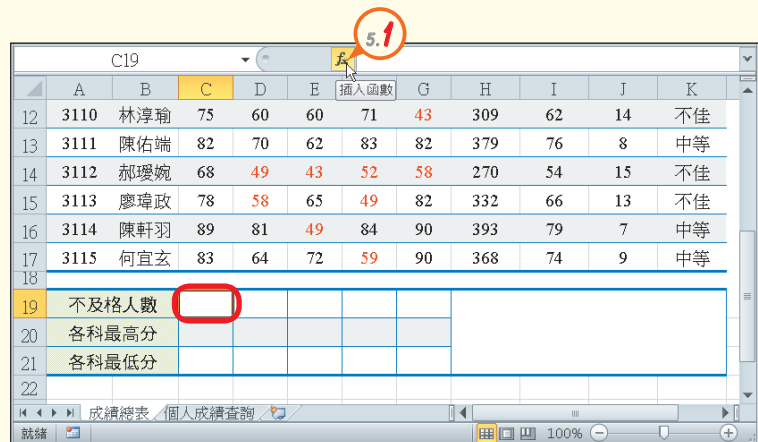 5.1
C19 fx
插入函數
A B C D E F G H I J K
12 3110 林淳瑜 75 60 60 71 43 309 62 14 不佳
13 3111 陳佑端 82 70 62 83 82 379 76 8 中等
14 3112 郝璦婉 68 49 43 52 58 270 54 15 不佳
15 3113 廖瑋政 78 58 65 49 82 332 66 13 不佳
16 3114 陳軒羽 89 81 49 84 90 393 79 7 中等
17 3115 何宜玄 83 64 72 59 90 368 74 9 中等
18
19 不及格人數
20 各科最高分
21 各科最低分
22
成績總表 個人成績查詢
就緒 100%